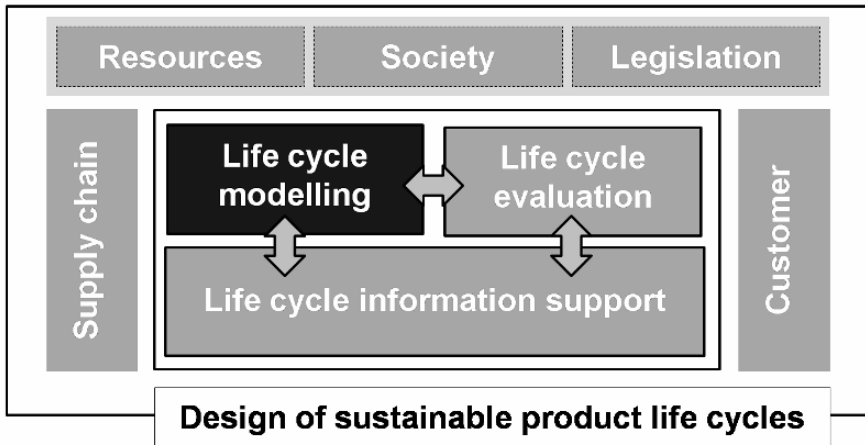 Resources
Society
Legislation
Supply chain
Life cycle
modelling
Life cycle
evaluation
Life cycle information support
Customer
Design of sustainable product life cycles